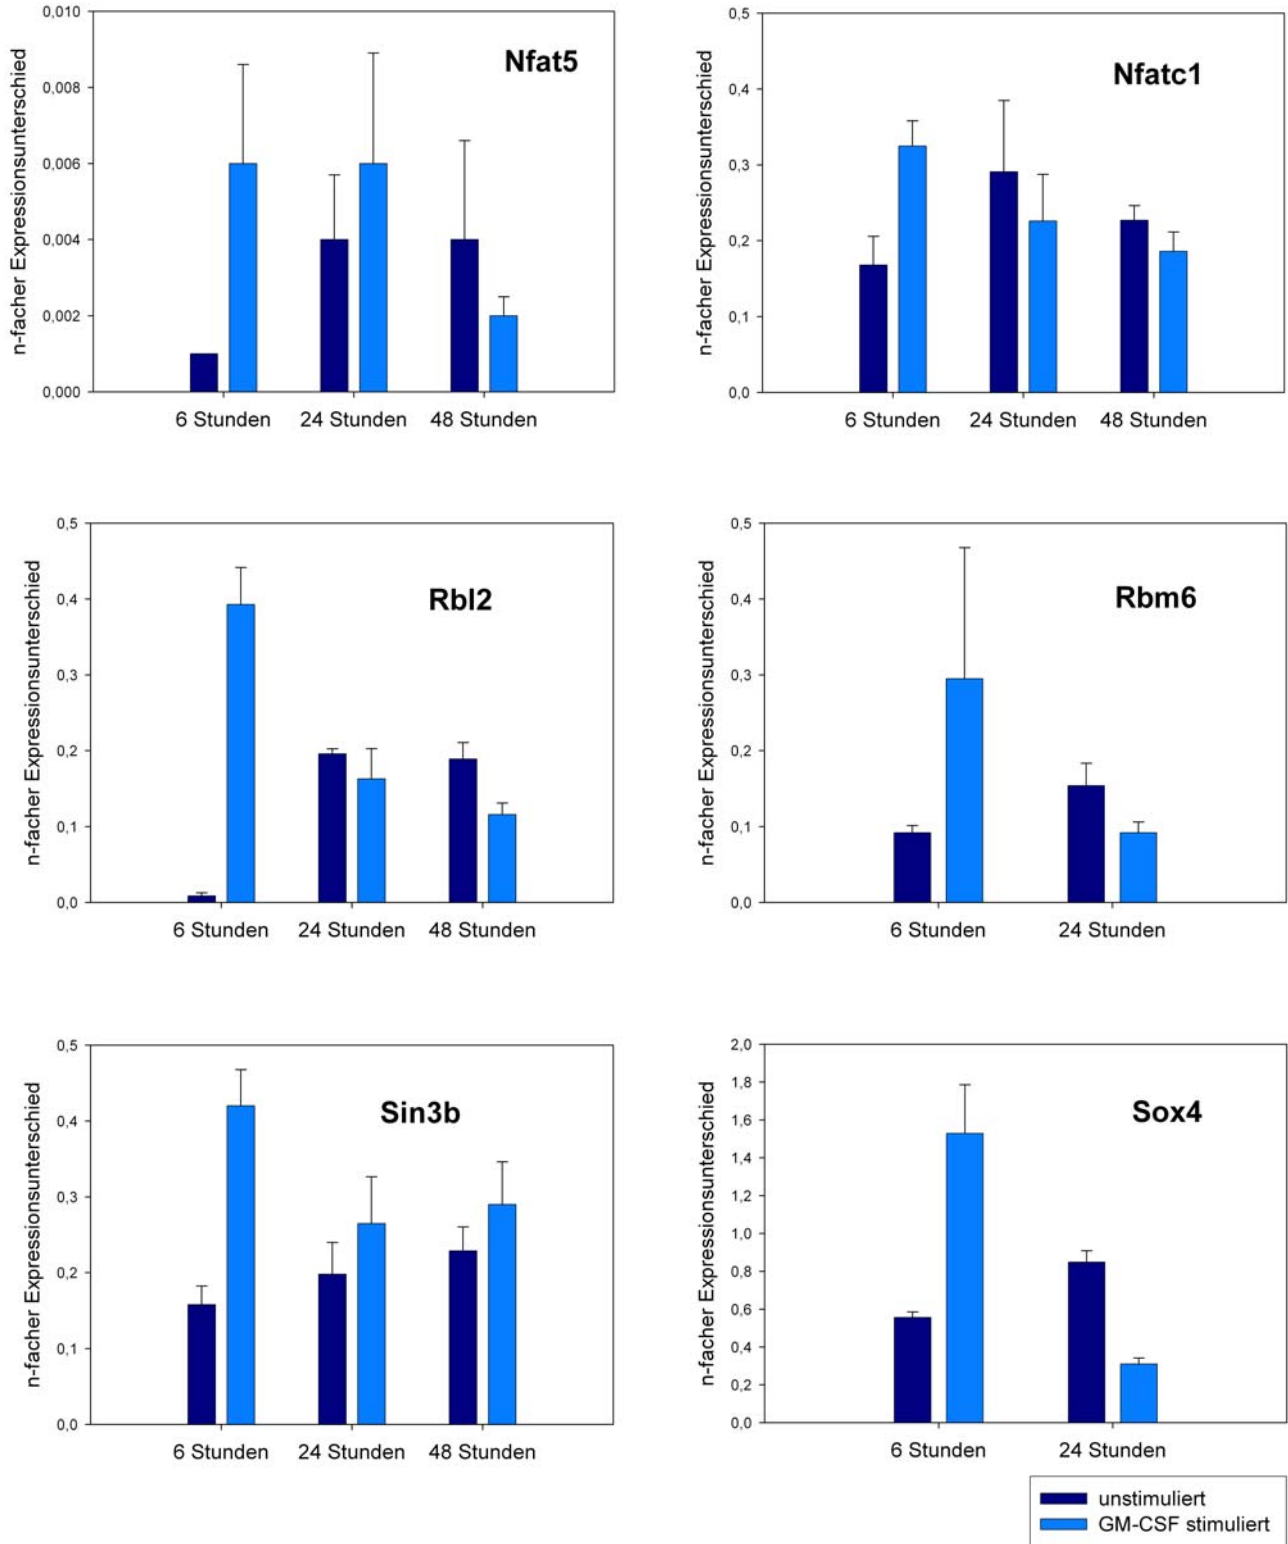 n-facher Expressionsunterschied
0,010
0,008
0,006
0,004
0,002
0,000
Nfat5
6 Stunden 24 Stunden 48 Stunden
n-facher Expressionsunterschied
0,5
0,4
0,3
0,2
0,1
0,0
Nfatc1
6 Stunden 24 Stunden 48 Stunden
n-facher Expressionsunterschied
0,5
0,4
0,3
0,2
0,1
0,0
Rbl2
6 Stunden 24 Stunden 48 Stunden
n-facher Expressionsunterschied
0,5
0,4
0,3
0,2
0,1
0,0
Rbm6
6 Stunden 24 Stunden
n-facher Expressionsunterschied
0,5
0,4
0,3
0,2
0,1
0,0
Sin3b
6 Stunden 24 Stunden 48 Stunden
n-facher Expressionsunterschied
2,0
1,8
1,6
1,4
1,2
1,0
0,8
0,6
0,4
0,2
0,0
Sox4
6 Stunden 24 Stunden
unstimuliert
GM-CSF stimuliert